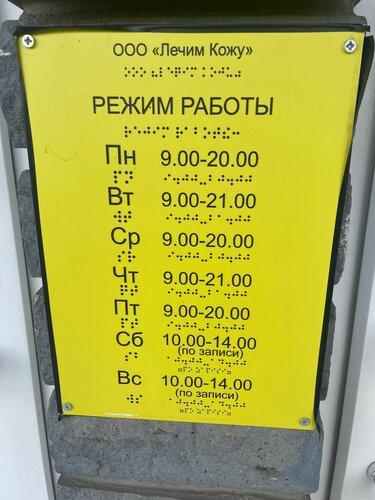 ООО «Лечим Кожу»
РЕЖИМ РАБОТЫ
Пн 9.00-20.00
Вт 9.00-21.00
Ср 9.00-20.00
Чт 9.00-21.00
Пт 9.00-20.00
Сб 10.00-14.00
(по записи)
Вс 10.00-14.00
(по записи)